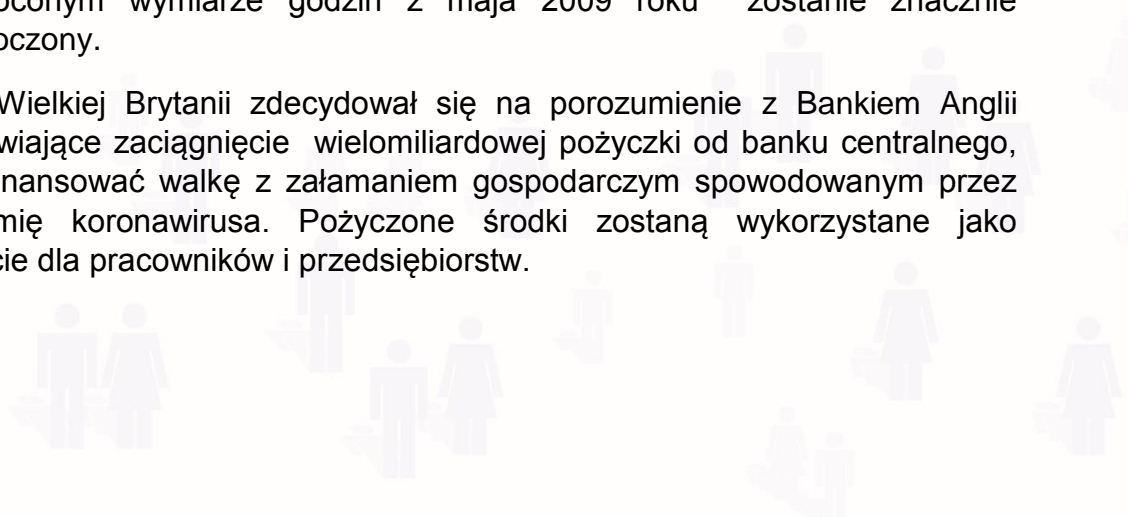 oconym wymiarze godzin z maja 2009 roku zostanie znacznie
oczony.
Wielkiej Brytanii zdecydował się na porozumienie z Bankiem Anglii
wiające zaciągnięcie wielomiliardowej pożyczki od banku centralnego,
nansować walkę z załamaniem gospodarczym spowodowanym przez
mię koronawirusa. Pożyczone środki zostaną wykorzystane jako
cie dla pracowników i przedsiębiorstw.